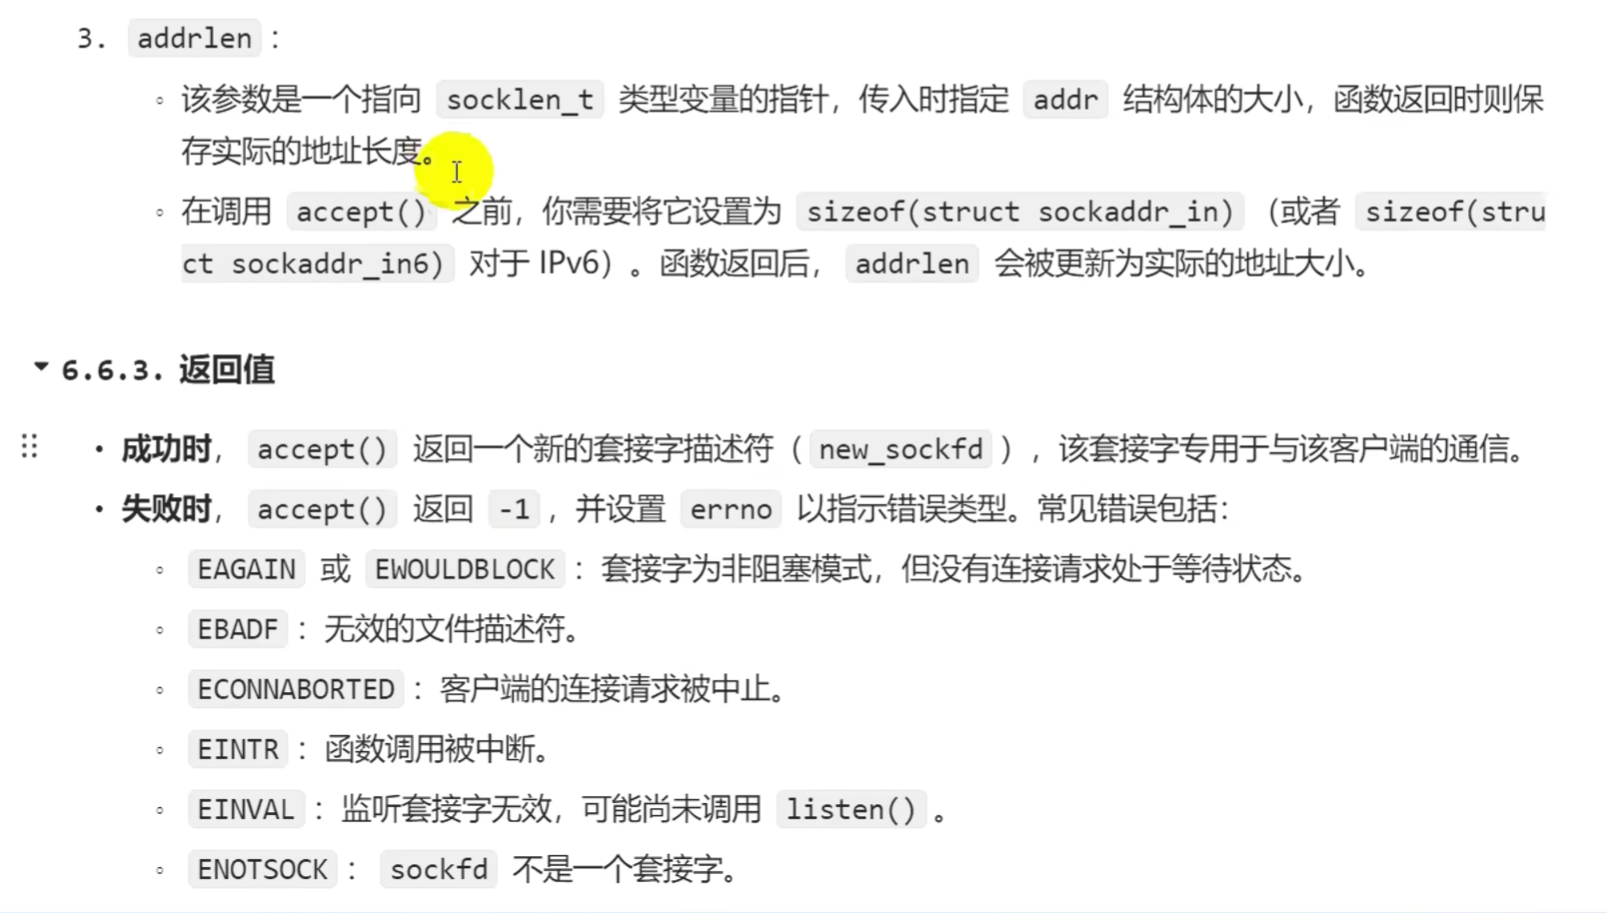 3. addrlen：
◦ 该参数是一个指向 socklen_t 类型变量的指针，传入时指定 addr 结构体的大小，函数返回时则保
存实际的地址长度。
◦ 在调用 accept() 之前，你需要将它设置为 sizeof(struct sockaddr_in)（或者 sizeof(stru
ct sockaddr_in6) 对于 IPv6）。函数返回后， addrlen 会被更新为实际的地址大小。
6.6.3. 返回值
• 成功时， accept() 返回一个新的套接字描述符（ new_sockfd ），该套接字专用于与该客户端的通信。
• 失败时， accept() 返回 -1 ，并设置 errno 以指示错误类型。常见错误包括：
◦ EAGAIN 或 EWOULDBLOCK ：套接字为非阻塞模式，但没有连接请求处于等待状态。
◦ EBADF ：无效的文件描述符。
◦ ECONNABORTED ：客户端的连接请求被中止。
◦ EINTR ：函数调用被中断。
◦ EINVAL ：监听套接字无效，可能尚未调用 listen() 。
◦ ENOTSOCK ： sockfd 不是一个套接字。